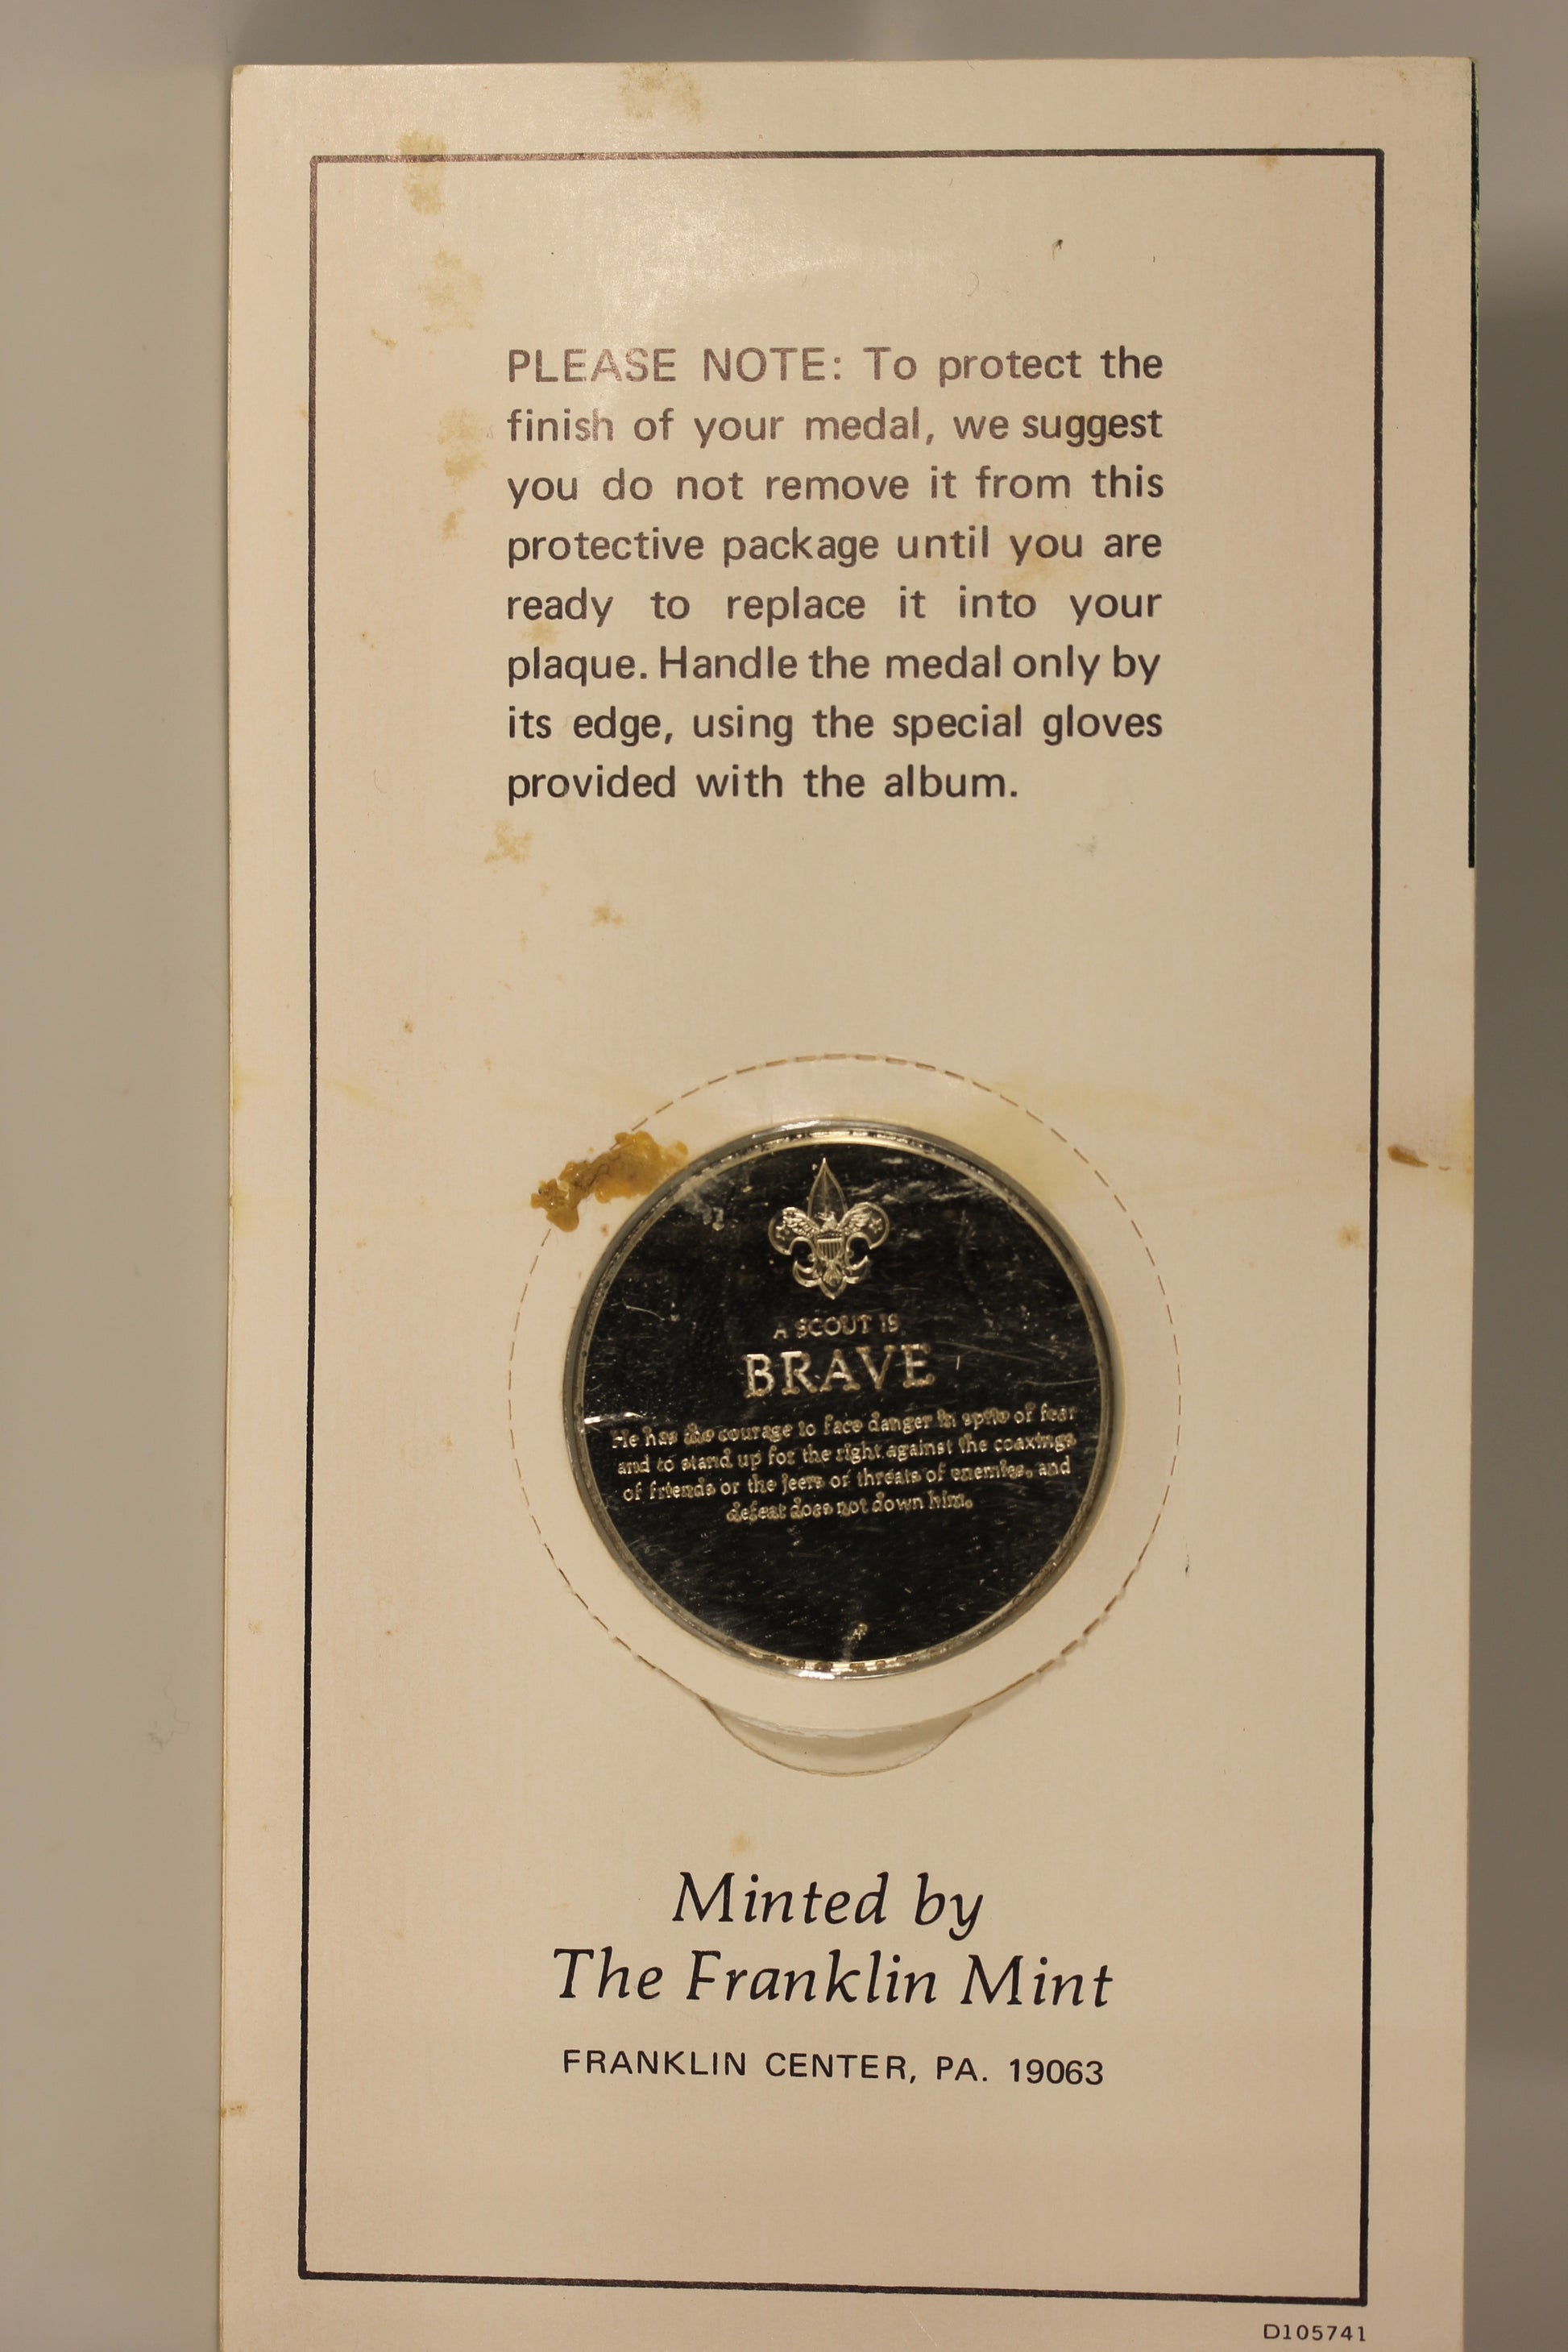 PLEASE NOTE: To protect the
finish of your medal, we suggest
you do not remove it from this
protective package until you are
ready to replace it into your
plaque. Handle the medal only by
its edge, using the special gloves
provided with the album.
A SCOUT IS
BRAVE
He has the courage to face danger in spite of fear
and to stand up for the right against the coaxings
of friends or the jeers or threats of enemies, and
defeat does not down him.
Minted by
The Franklin Mint
FRANKLIN CENTER, PA. 19063
D105741